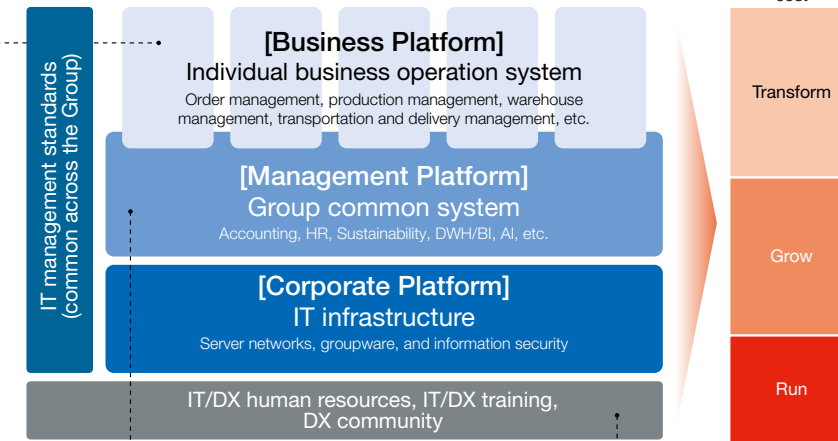 IT management standards
(common across the Group)
[Business Platform]
Individual business operation system
Order management, production management, warehouse
management, transportation and delivery management, etc.
[Management Platform]
Group common system
Accounting, HR, Sustainability, DWH/BI, AI, etc.
[Corporate Platform]
IT infrastructure
Server networks, groupware, and information security
IT/DX human resources, IT/DX training,
DX community
Transform
Grow
Run